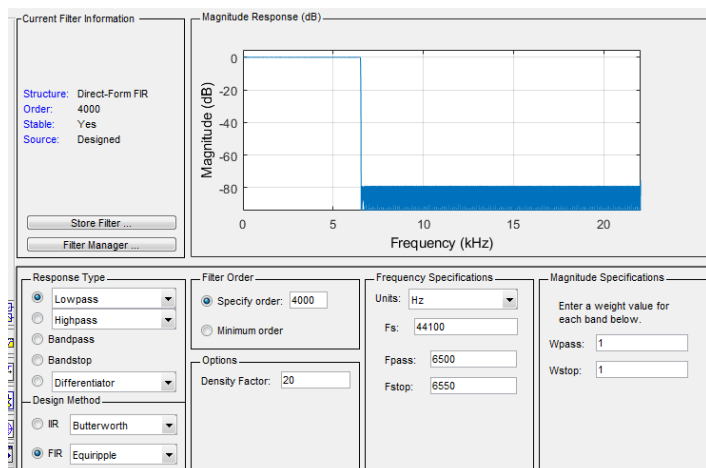 Current Filter Information
Structure: Direct-Form FIR
Order: 4000
Stable: Yes
Source: Designed
Store Filter ...
Filter Manager ...
Magnitude Response (dB)
Magnitude (dB)
0
-20
-40
-60
-80
0 5 10 15 20
Frequency (kHz)
Response Type
Lowpass
Highpass
Bandpass
Bandstop
Differentiator
Design Method
IIR Butterworth
FIR Equiripple
Filter Order
Specify order: 4000
Minimum order
Options
Density Factor: 20
Frequency Specifications
Units: Hz
Fs: 44100
Fpass: 6500
Fstop: 6550
Magnitude Specifications
Enter a weight value for
each band below.
Wpass: 1
Wstop: 1